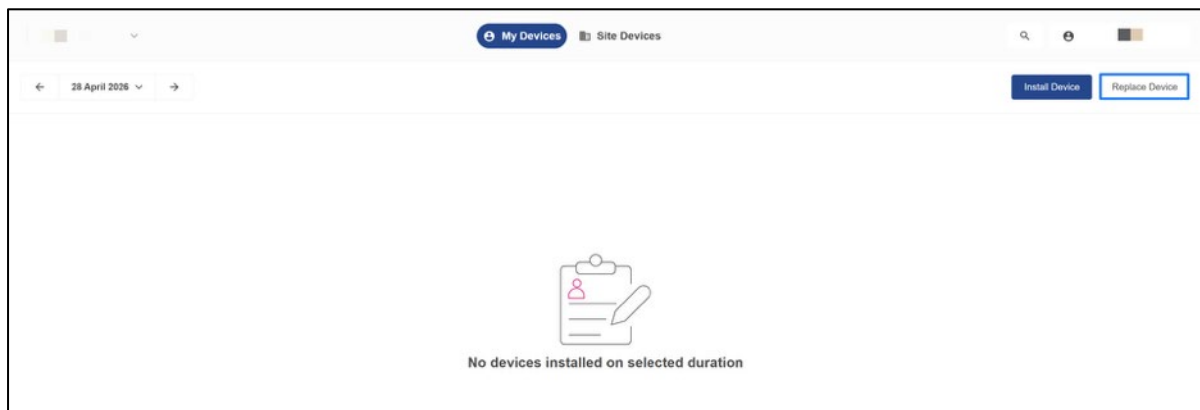 My Devices
Site Devices
28 April 2026
Install Device
Replace Device
No devices installed on selected duration